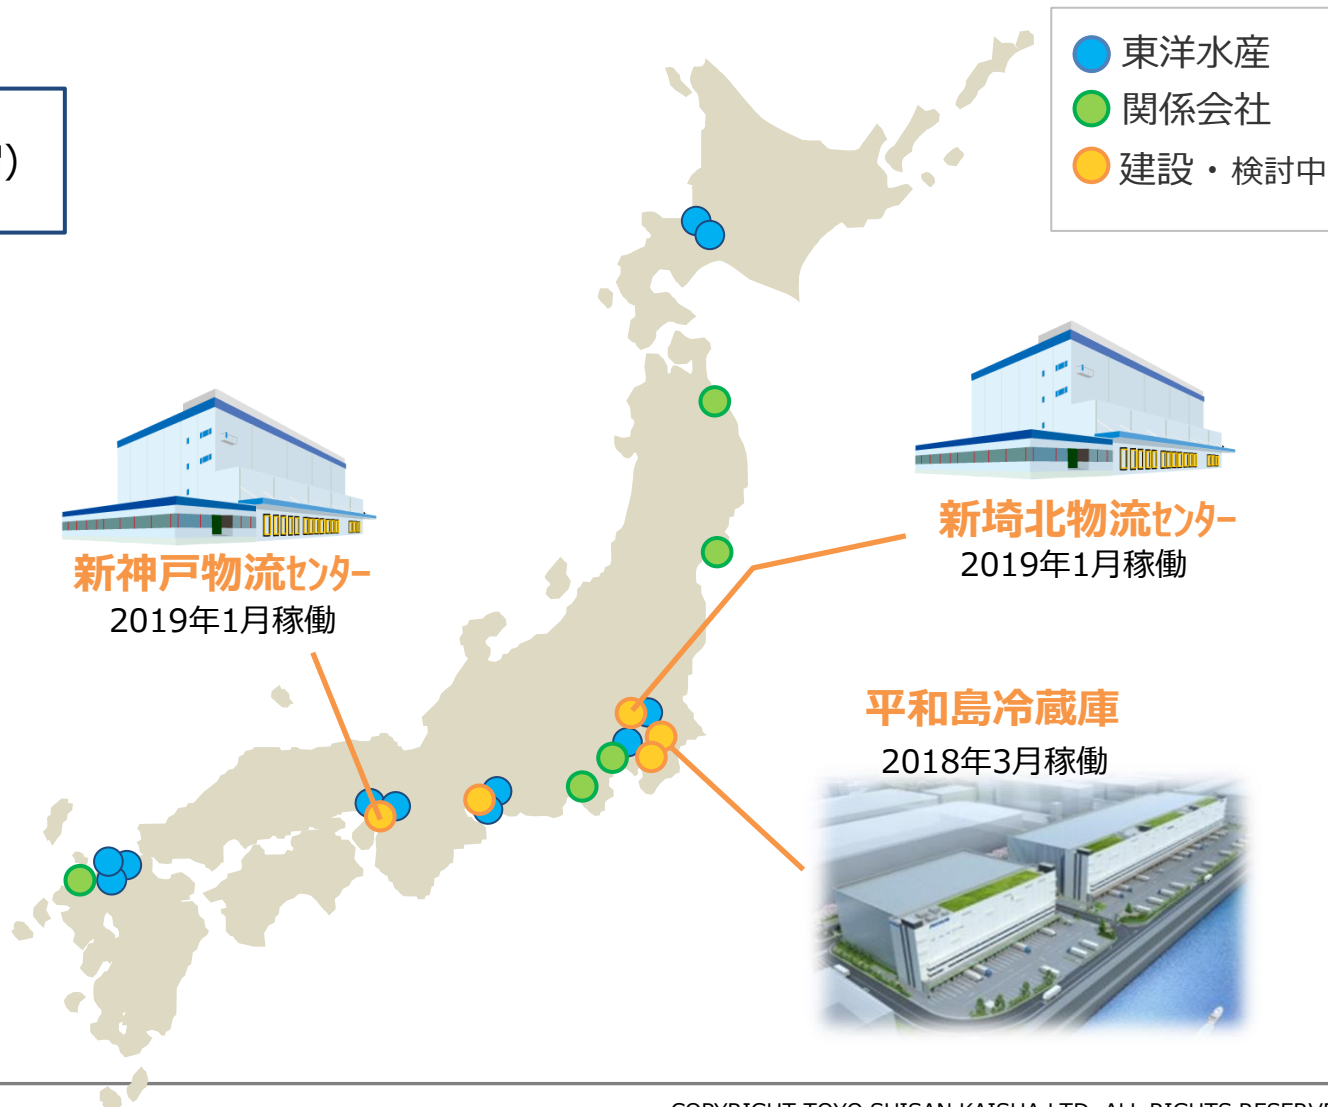 東洋水産
関係会社
建設・検討中
新埼北物流ｾﾝﾀｰ
2019年1月稼働
新神戸物流ｾﾝﾀｰ
2019年1月稼働
平和島冷蔵庫
2018年3月稼働